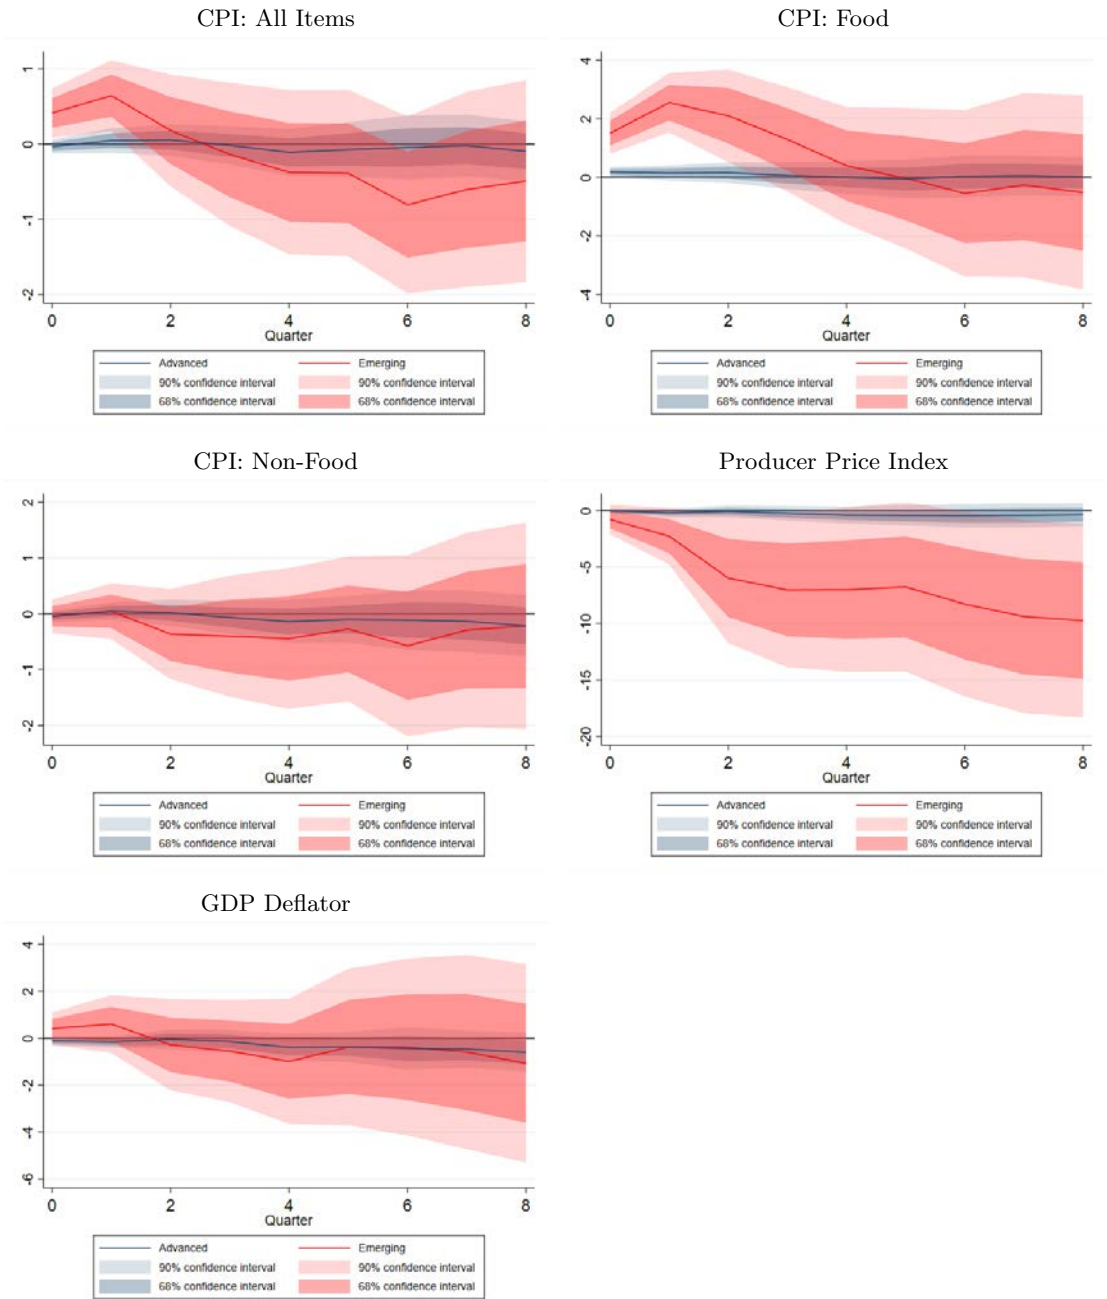 CPI: All Items
1
0
-1
-2
0 2 4 6 8
Quarter
Advanced Emerging
90% confidence interval 90% confidence interval
68% confidence interval 68% confidence interval
CPI: Food
4
2
0
-2
-4
0 2 4 6 8
Quarter
Advanced Emerging
90% confidence interval 90% confidence interval
68% confidence interval 68% confidence interval
CPI: Non-Food
2
1
0
-1
-2
0 2 4 6 8
Quarter
Advanced Emerging
90% confidence interval 90% confidence interval
68% confidence interval 68% confidence interval
Producer Price Index
0
-5
-10
-15
-20
0 2 4 6 8
Quarter
Advanced Emerging
90% confidence interval 90% confidence interval
68% confidence interval 68% confidence interval
GDP Deflator
4
2
0
-2
-4
-6
0 2 4 6 8
Quarter
Advanced Emerging
90% confidence interval 90% confidence interval
68% confidence interval 68% confidence interval